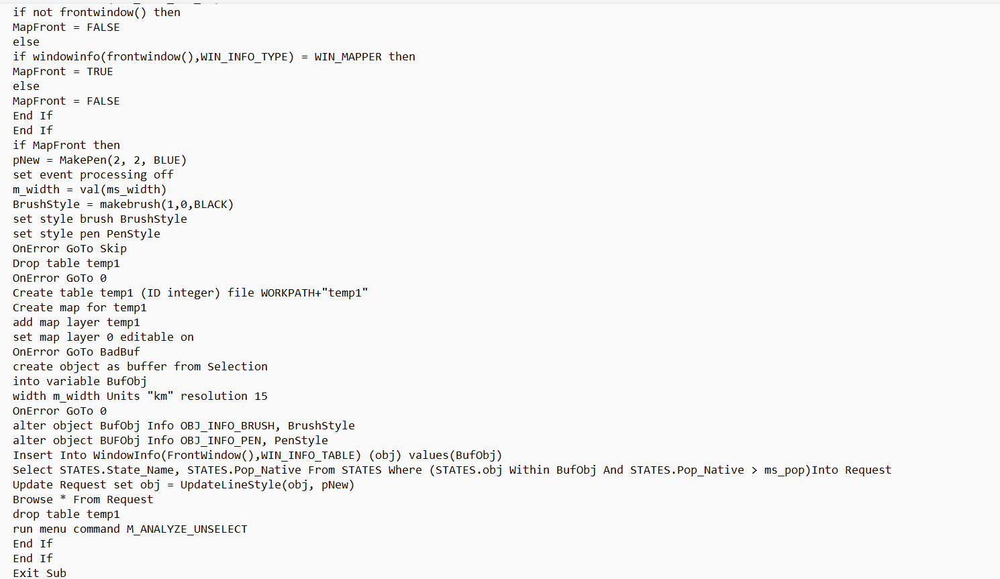 if not frontwindow() then
MapFront = FALSE
else
if windowinfo(frontwindow(),WIN_INFO_TYPE) = WIN_MAPPER then
MapFront = TRUE
else
MapFront = FALSE
End If
End If
if MapFront then
pNew = MakePen(2, 2, BLUE)
set event processing off
m_width = val(ms_width)
BrushStyle = makebrush(1,0,BLACK)
set style brush BrushStyle
set style pen PenStyle
OnError GoTo Skip
Drop table temp1
OnError GoTo 0
Create table temp1 (ID integer) file WORKPATH+"temp1"
Create map for temp1
add map layer temp1
set map layer 0 editable on
OnError GoTo BadBuf
create object as buffer from Selection
into variable BufObj
width m_width Units "km" resolution 15
OnError GoTo 0
alter object BufObj Info OBJ_INFO_BRUSH, BrushStyle
alter object BUFObj Info OBJ_INFO_PEN, PenStyle
Insert Into WindowInfo(FrontWindow(),WIN_INFO_TABLE) (obj) values(BufObj)
Select STATES.State_Name, STATES.Pop_Native From STATES Where (STATES.obj Within BufObj And STATES.Pop_Native > ms_pop)Into Request
Update Request set obj = UpdateLineStyle(obj, pNew)
Browse * From Request
drop table temp1
run menu command M_ANALYZE_UNSELECT
End If
End If
Exit Sub